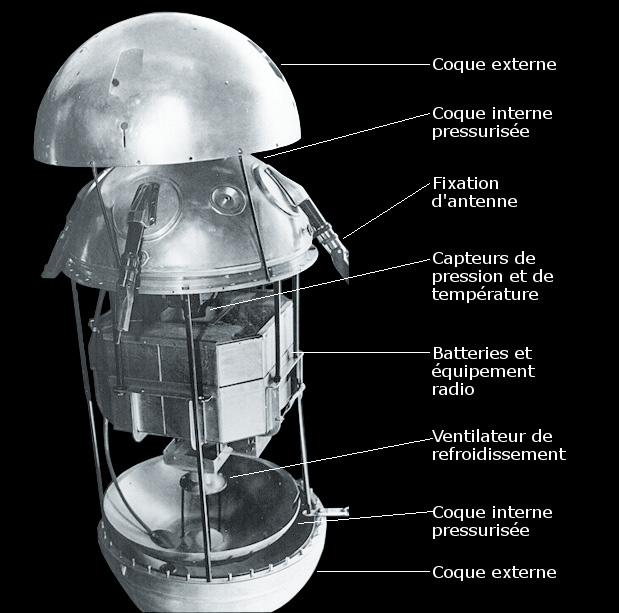 Coque externe
Coque interne
pressurisée
Fixation
d'antenne
Capteurs de
pression et de
température
Batteries et
équipement
radio
Ventilateur de
refroidissement
Coque interne
pressurisée
Coque externe